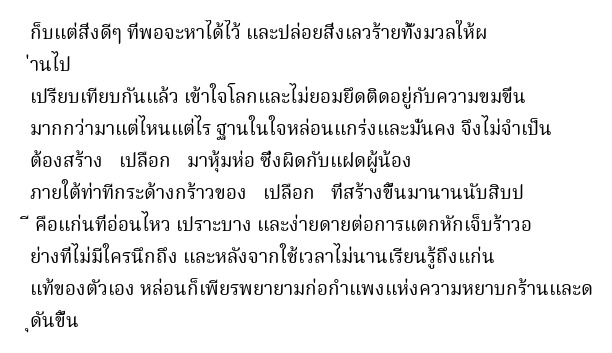 ก็บแต่สิ่งดีๆ ที่พอจะหาได้ไว้ และปล่อยสิ่งเลวร้ายทั้งมวลให้ผ
่านไป
เปรียบเทียบกันแล้ว เข้าใจโลกและไม่ยอมยึดติดอยู่กับความขมขื่น
มากกว่ามาแต่ไหนแต่ไร ฐานในใจหล่อนแกร่งและมั่นคง จึงไม่จำเป็น
ต้องสร้าง เปลือก มาหุ้มห่อ ซึ่งผิดกับแฝดผู้น้อง
ภายใต้ท่าทีกระด้างกร้าวของ เปลือก ที่สร้างขึ้นมานานนับสิบป
ี คือแก่นที่อ่อนไหว เปราะบาง และง่ายดายต่อการแตกหักเจ็บร้าวอ
ย่างที่ไม่มีใครนึกถึง และหลังจากใช้เวลาไม่นานเรียนรู้ถึงแก่น
แท้ของตัวเอง หล่อนก็เพียรพยายามก่อกำแพงแห่งความหยาบกร้านและด
ุดันขึ้น